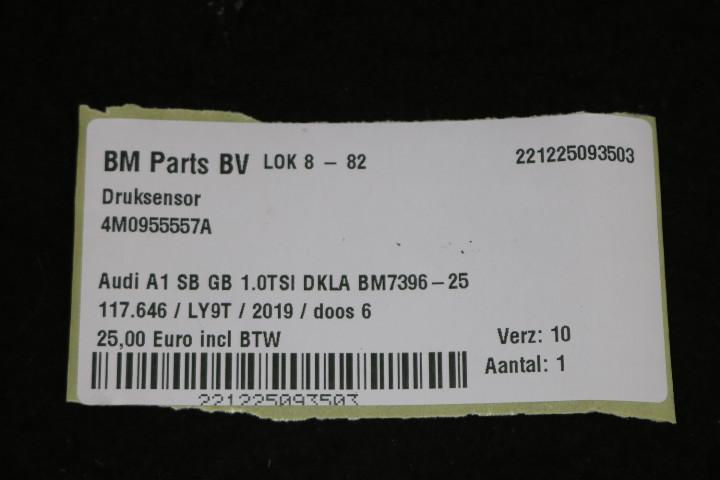 BM Parts BV LOK 8 - 82 221225093503
Druksensor
4M0955557A
Audi A1 SB GB 1.0TSI DKLA BM7396-25
117.646 / LY9T / 2019 / doos 6
25,00 Euro incl BTW Verz: 10
Aantal: 1
221225093503